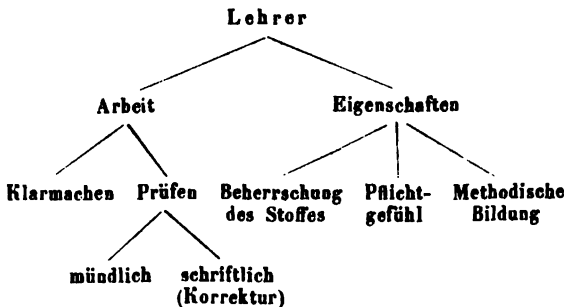 Lehrer
Arbeit Eigenschaften
Klarmachen Prüfen Beherrschung Pflicht- Methodische
des Stoffes gefühl Bildung
mündlich schriftlich
(Korrektur)